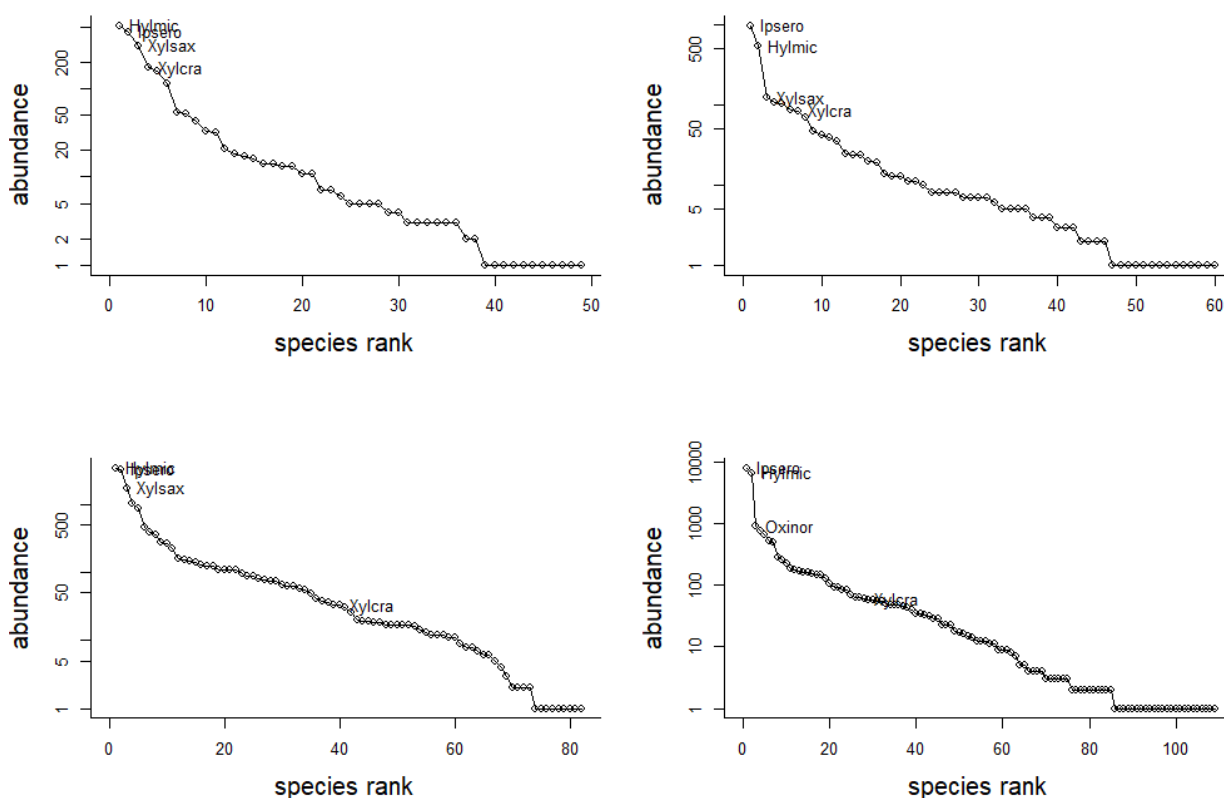 Hylmic
Ipsero
Xylsax
Xylcra
200
50
20
5
2
1
abundance
0 10 20 30 40 50
species rank
Ipsero
Hylmic
Xylsax
Xylcra
500
50
5
1
abundance
0 10 20 30 40 50 60
species rank
Hylmic
Ipsero
Xylsax
Xylcra
500
50
5
1
abundance
0 20 40 60 80
species rank
Ipsero
Hylmic
Oxinor
Xylcra
10000
1000
100
10
1
abundance
0 20 40 60 80 100
species rank